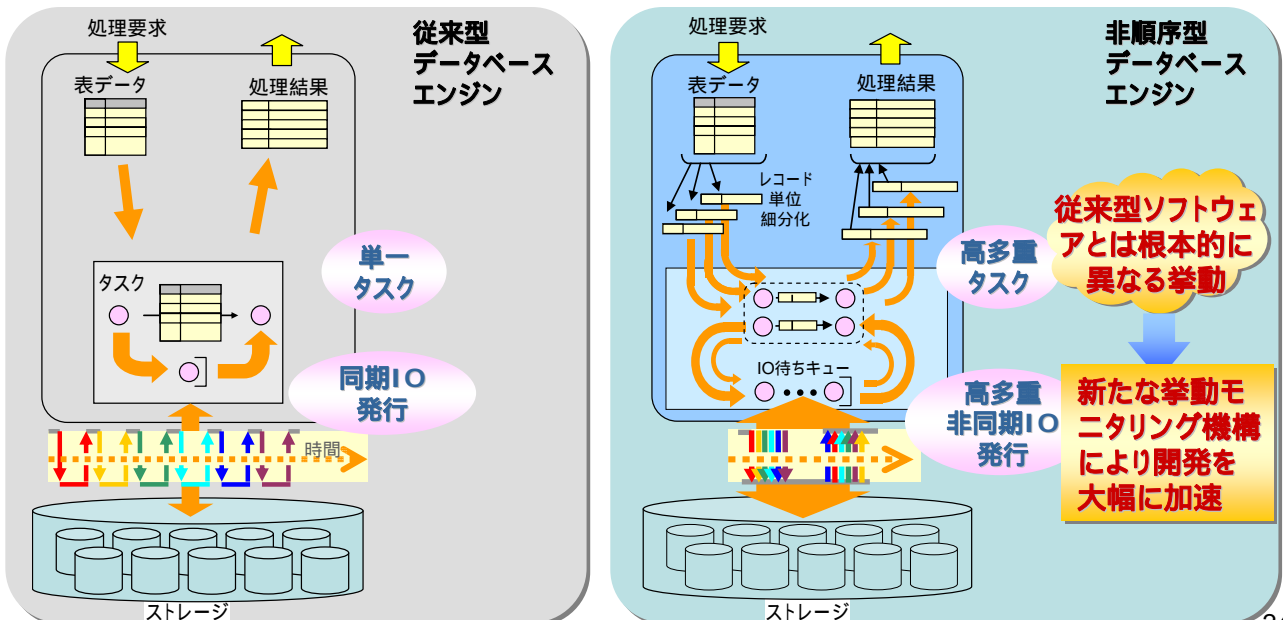 処理要求
従来型
データベース
エンジン
表データ
処理結果
単一
タスク
タスク
同期IO
発行
時間
ストレージ
処理要求
非順序型
データベース
エンジン
表データ
処理結果
レコード
単位
細分化
高多重
タスク
従来型ソフトウェ
アとは根本的に
異なる挙動
IO待ちキュー
高多重
非同期IO
発行
新たな挙動モ
ニタリング機構
により開発を
大幅に加速
ストレージ